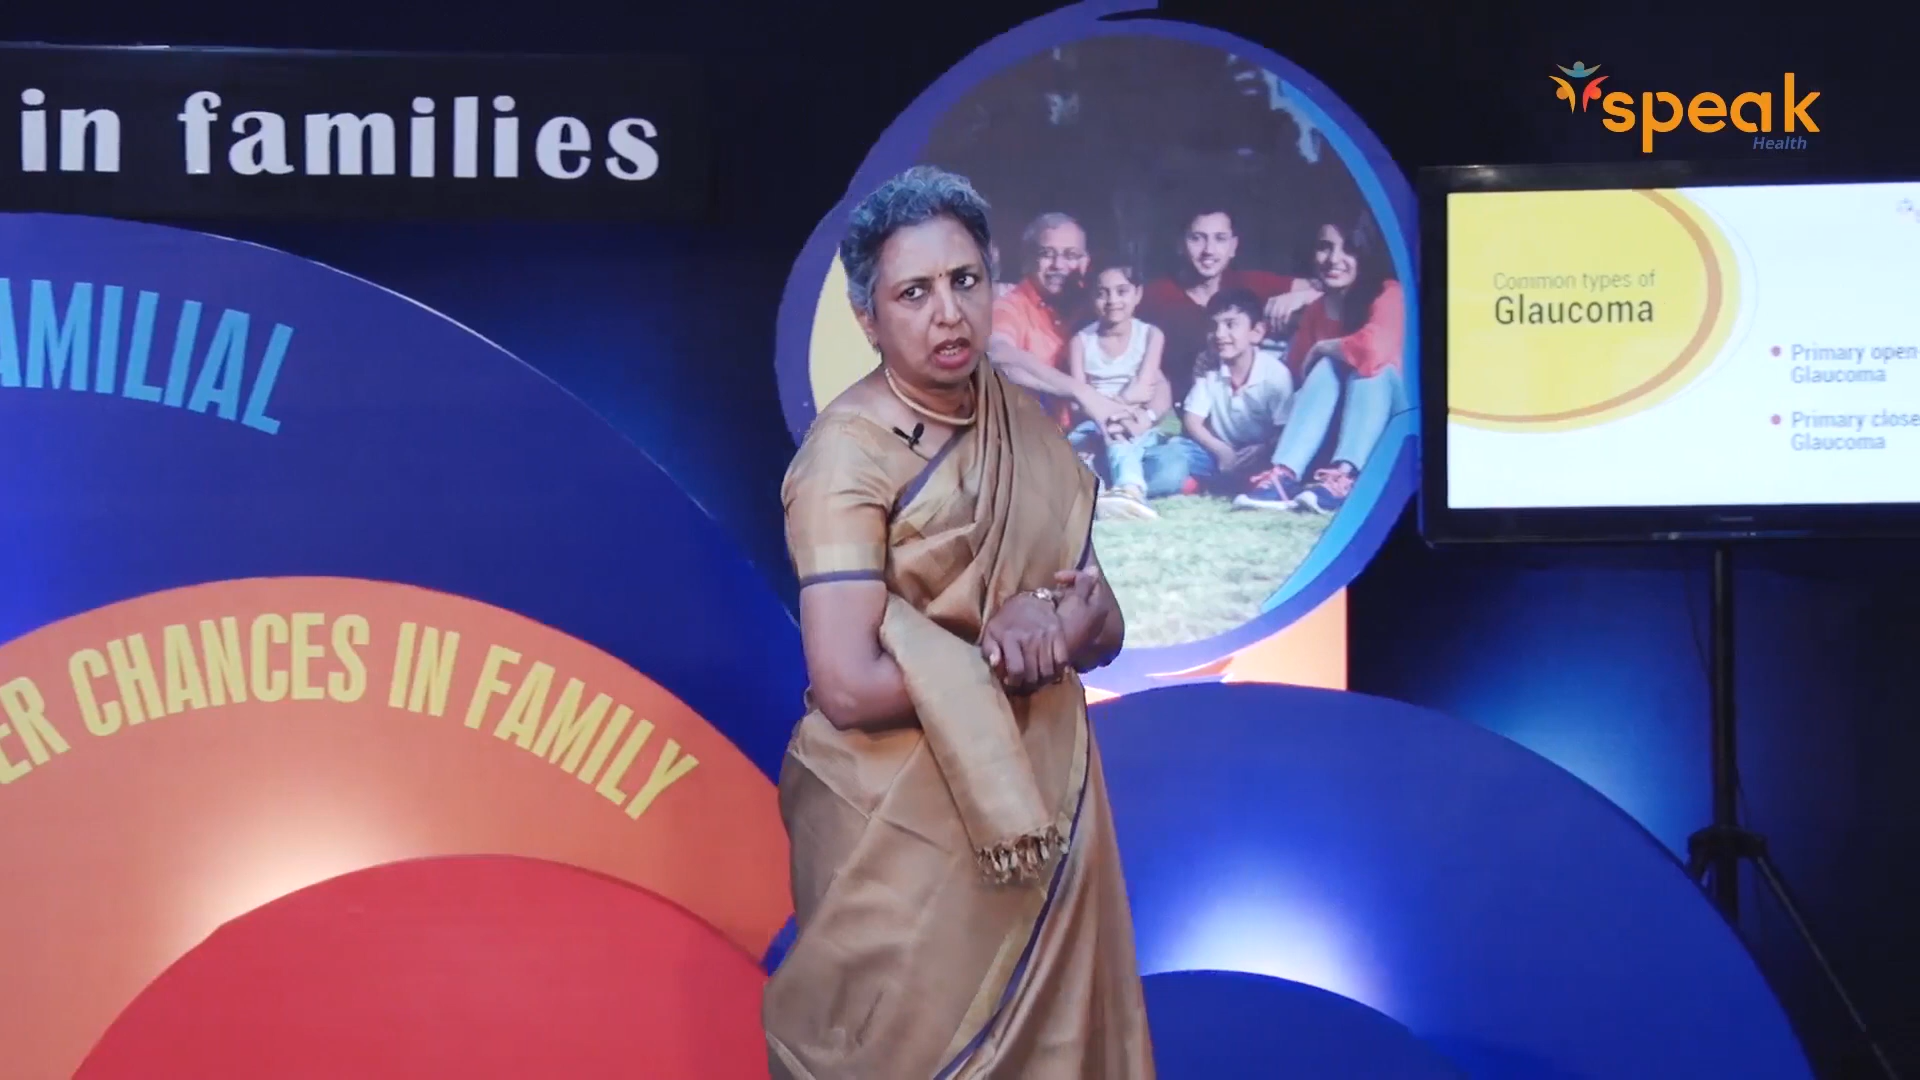 in families
AMILIAL
ER CHANCES IN FAMILY
speak
Health
Common types of
Glaucoma
Primary open
Glaucoma
Primary close
Glaucoma